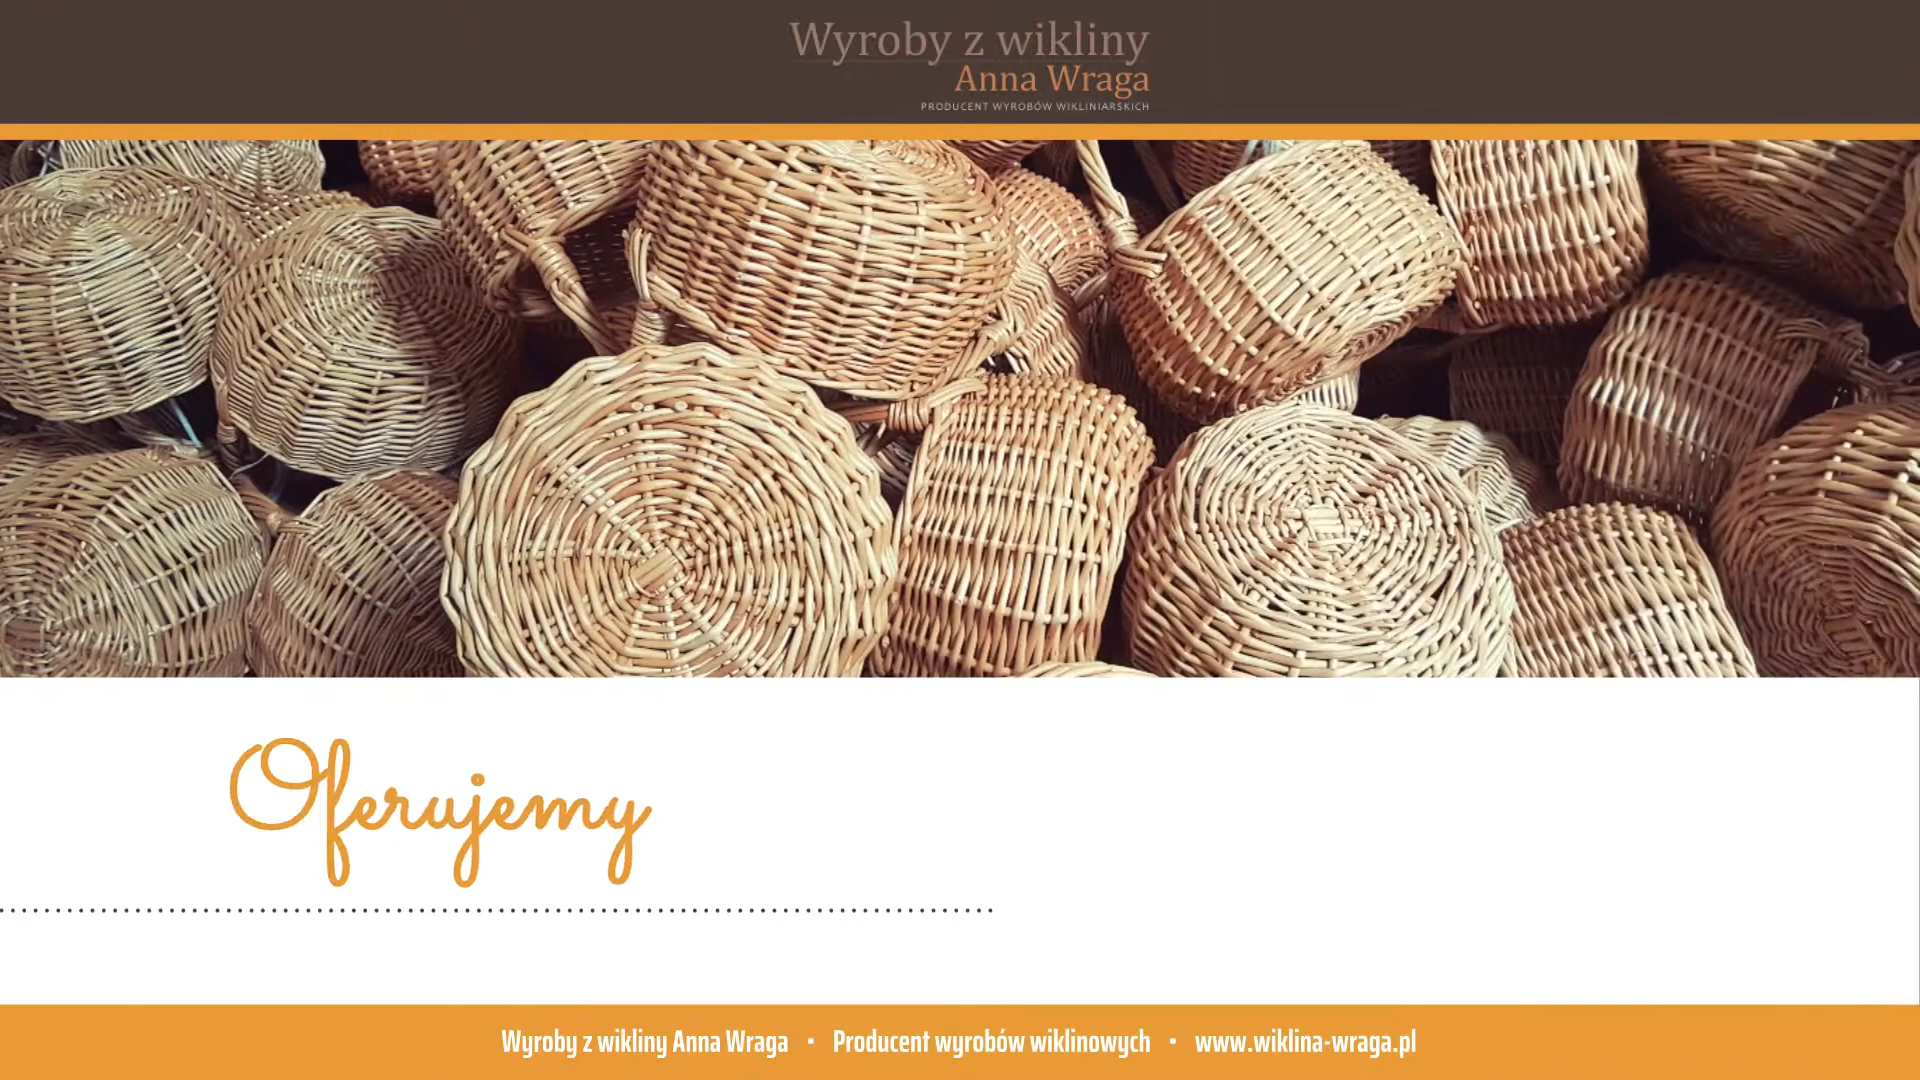 Wyroby z wikliny
Anna Wraga
PRODUCENT WYROBÓW WIKLINIARSKICH
Oferujemy
Wyroby z wikliny Anna Wraga • Producent wyrobów wiklinowych • www.wiklina-wraga.pl